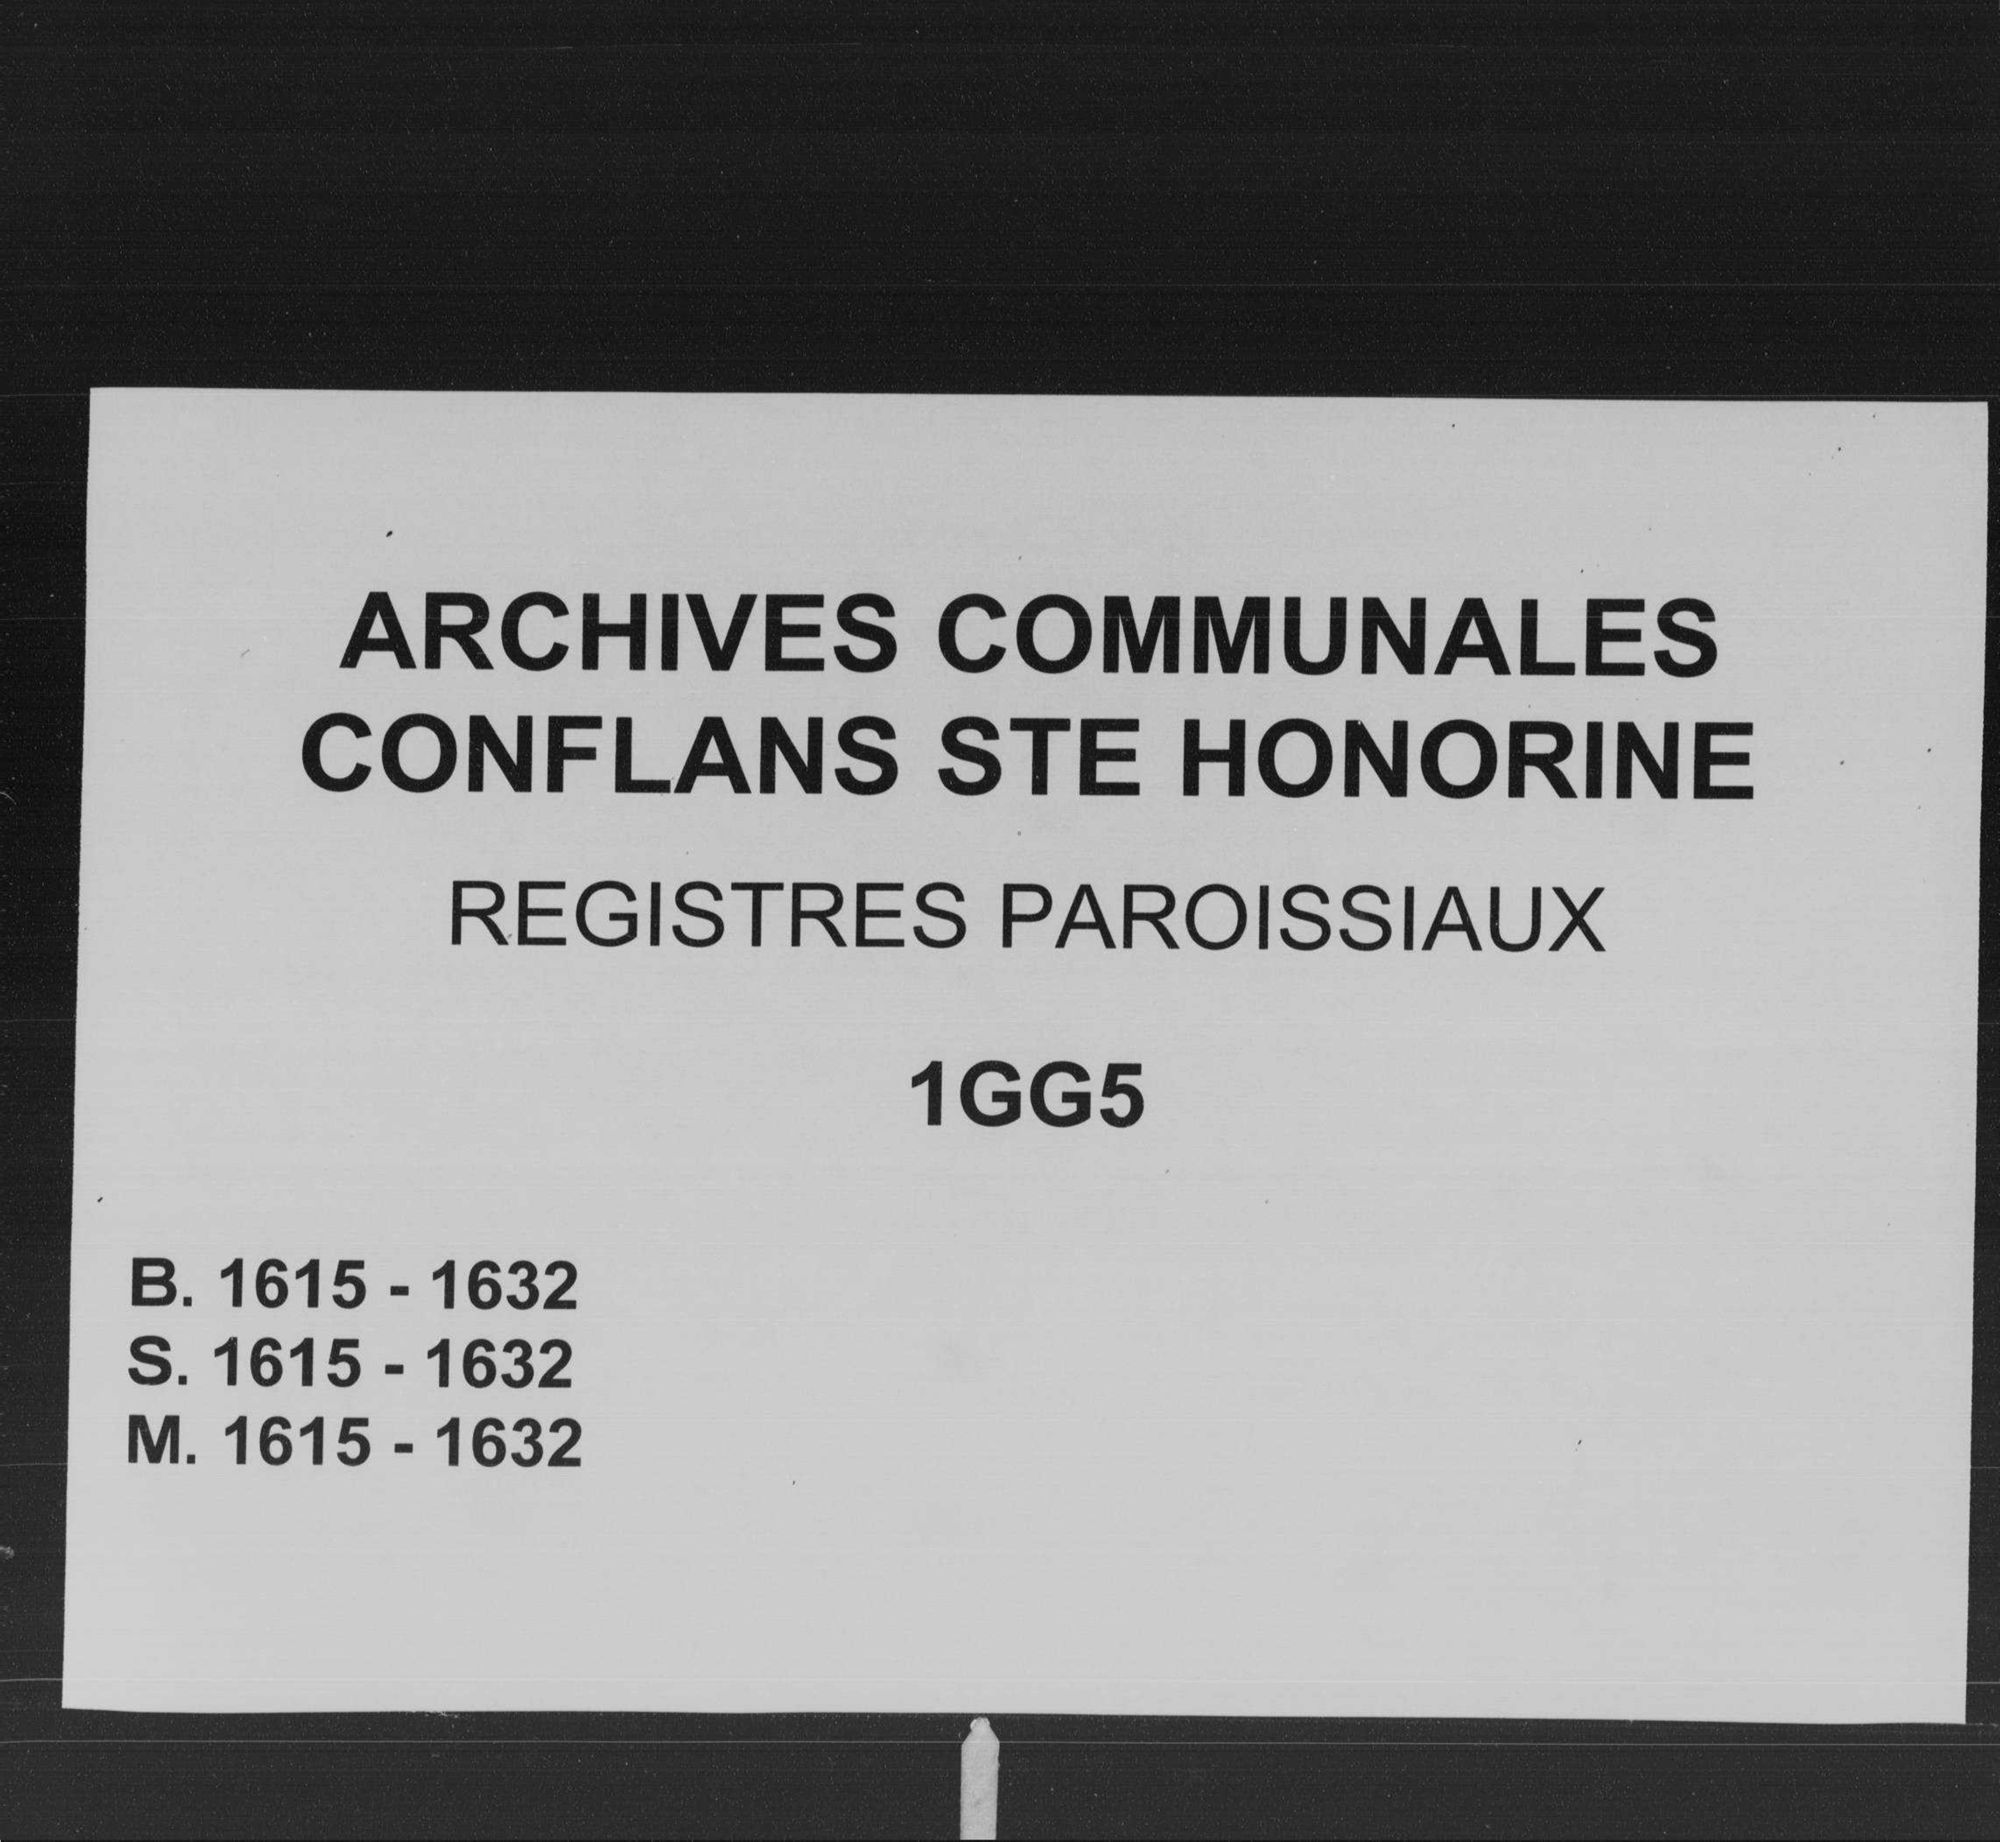 ARCHIVES COMMUNALES
CONFLANS STE HONORINE
REGISTRES PAROISSIAUX
1GG5
B. 1615 - 1632
S. 1615 - 1632
M. 1615 - 1632